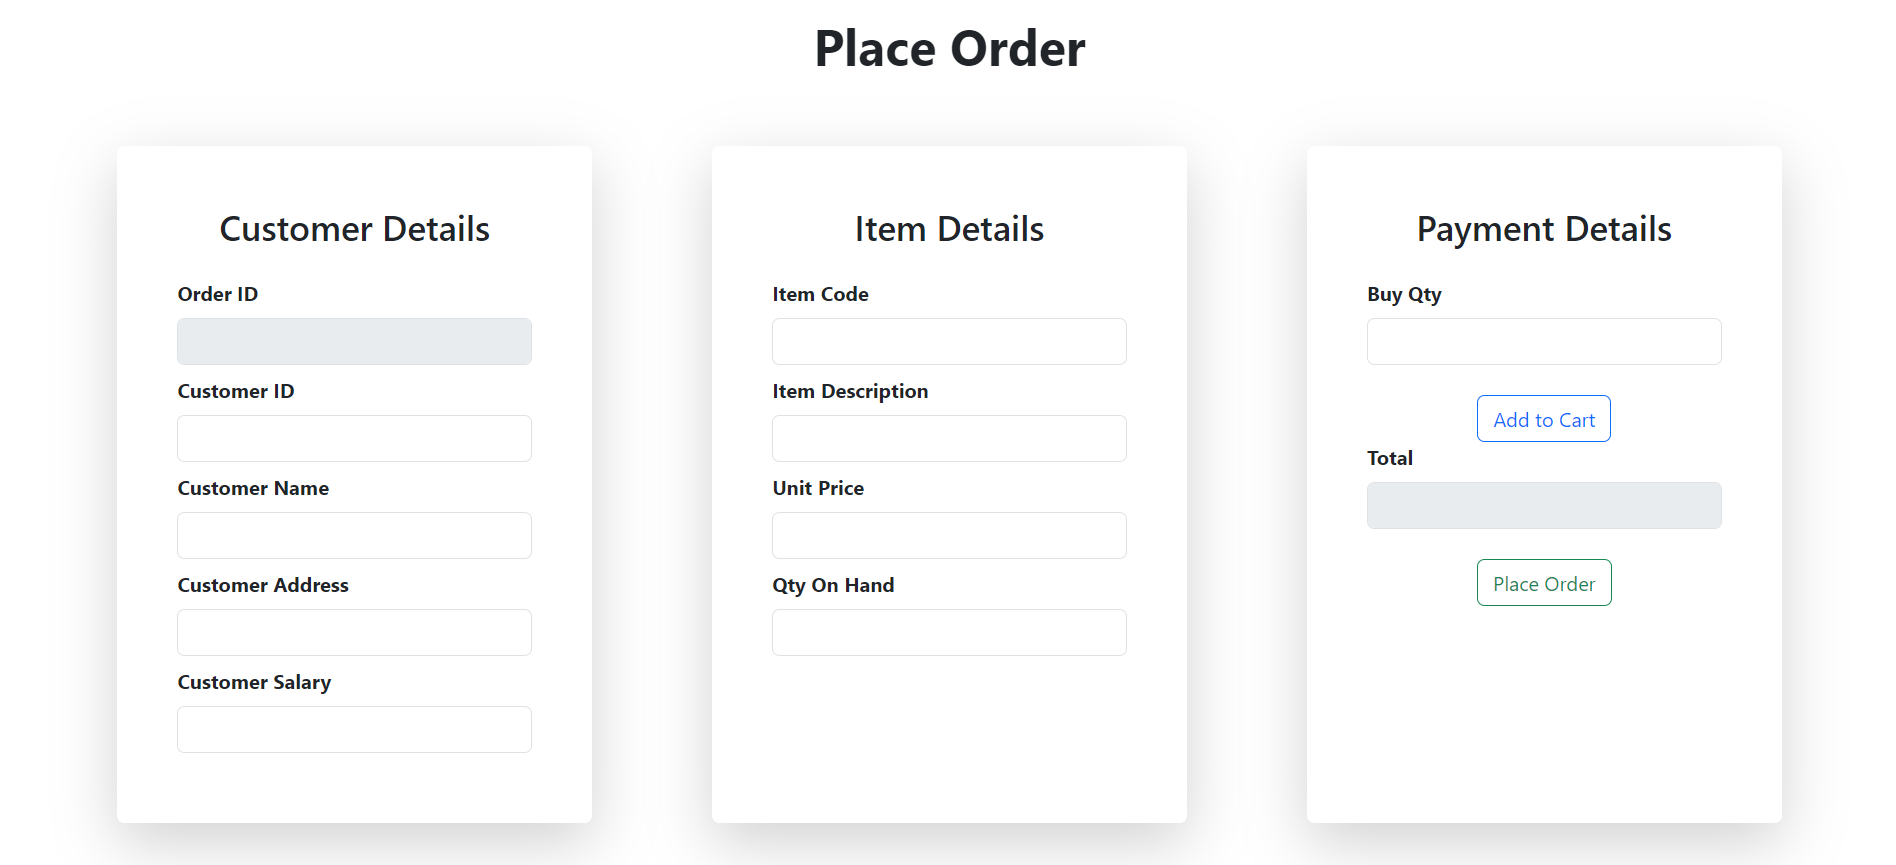 Place Order
Customer Details
Order ID
Customer ID
Customer Name
Customer Address
Customer Salary
Item Details
Item Code
Item Description
Unit Price
Qty On Hand
Payment Details
Buy Qty
Add to Cart
Total
Place Order